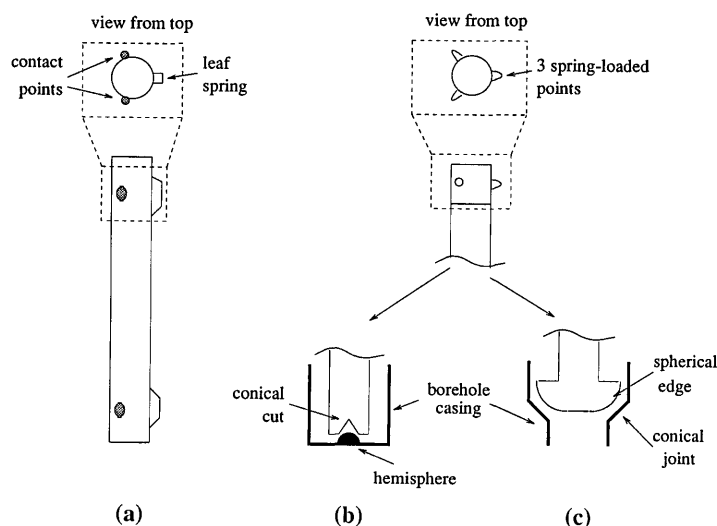 view from top
contact
points
leaf
spring
view from top
3 spring-loaded
points
conical
cut
borehole
casing
hemisphere
spherical
edge
conical
joint
(a)
(b)
(c)